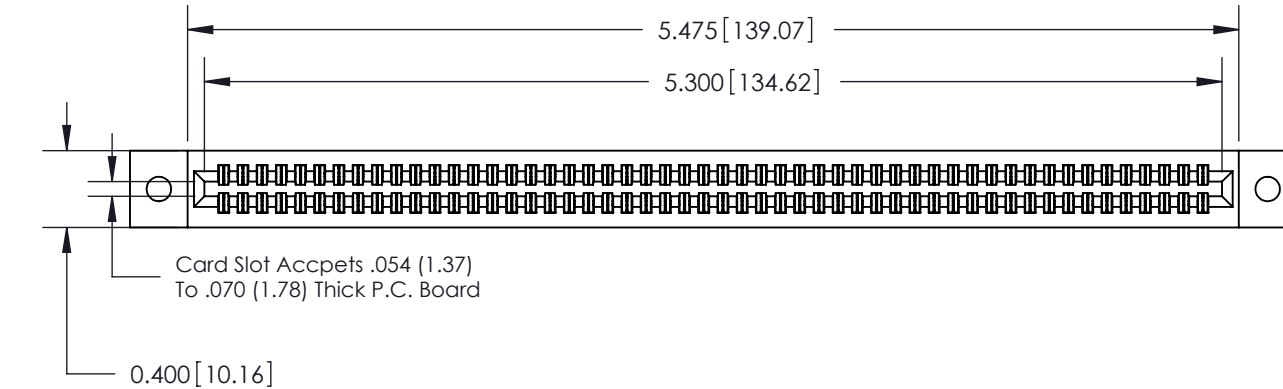 5.475[139.07]
5.300[134.62]
Card Slot Accpets .054 (1.37)
To .070 (1.78) Thick P.C. Board
0.400[10.16]